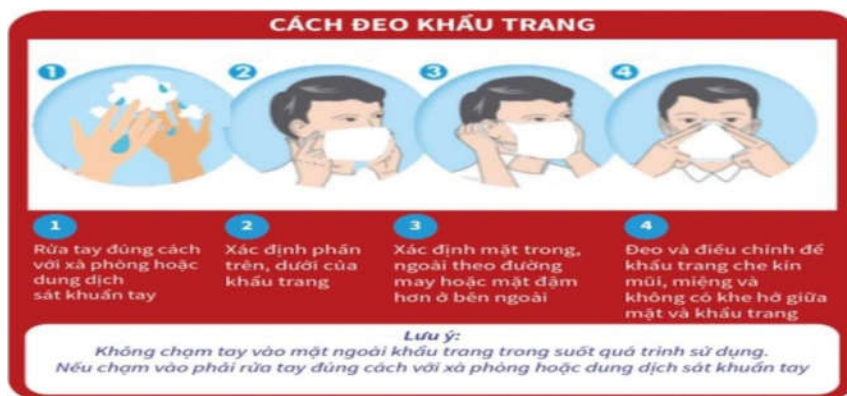 CÁCH ĐEO KHẨU TRANG
1
2
3
4
1
Rửa tay đúng cách
với xà phòng hoặc
dung dịch
sát khuẩn tay
2
Xác định phần
trên, dưới của
khẩu trang
3
Xác định mặt trong,
ngoài theo đường
may hoặc mặt đậm
hơn ở bên ngoài
4
Đeo và điều chỉnh để
khẩu trang che kín
mũi, miệng và
không có khe hở giữa
mặt và khẩu trang
Lưu ý:
Không chạm tay vào mặt ngoài khẩu trang trong suốt quá trình sử dụng.
Nếu chạm vào phải rửa tay đúng cách với xà phòng hoặc dung dịch sát khuẩn tay